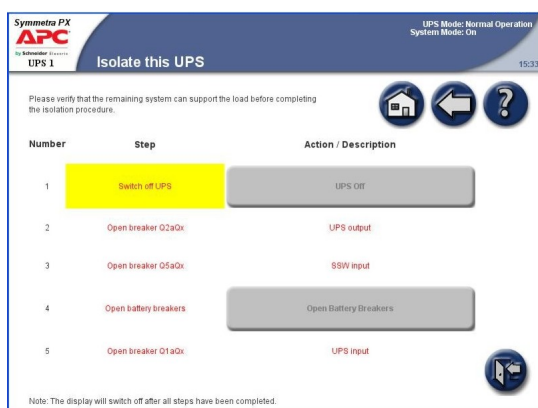 Symmetra PX
APC
by Schneider Electric
UPS 1
Isolate this UPS
UPS Mode: Normal Operation
System Mode: On
15:33
Please verify that the remaining system can support the load before completing
the isolation procedure.
?
Number Step Action / Description
1 Switch off UPS UPS Off
2 Open breaker Q2aQx UPS output
3 Open breaker Q5aQx SSW input
4 Open battery breakers Open Battery Breakers
5 Open breaker Q1aQx UPS input
Note: The display will switch off after all steps have been completed.